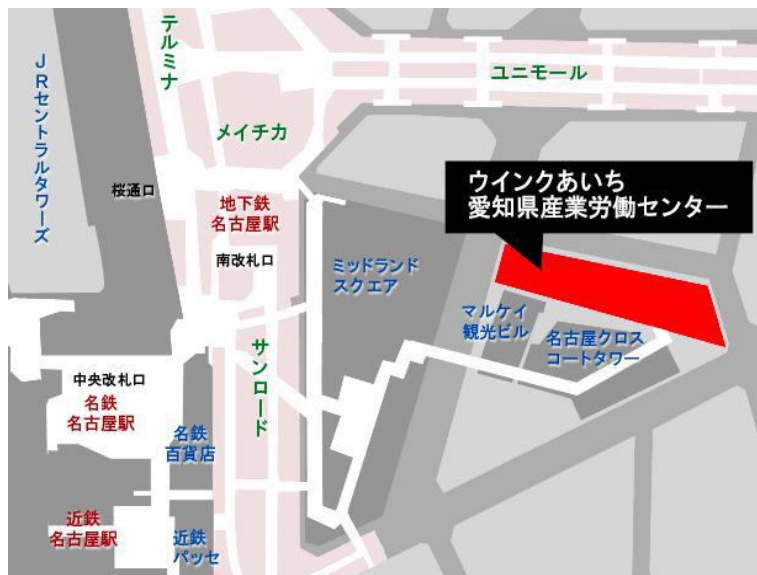 テルミナ
ユニモール
JRセントラルタワーズ
メイチカ
ウインクあいち
愛知県産業労働センター
桜通口
地下鉄
名古屋駅
南改札口
ミッドランド
スクエア
マルケイ
観光ビル
名古屋クロス
コートタワー
サンロード
中央改札口
名鉄
名古屋駅
名鉄
百貨店
近鉄
名古屋駅
近鉄
パッセ